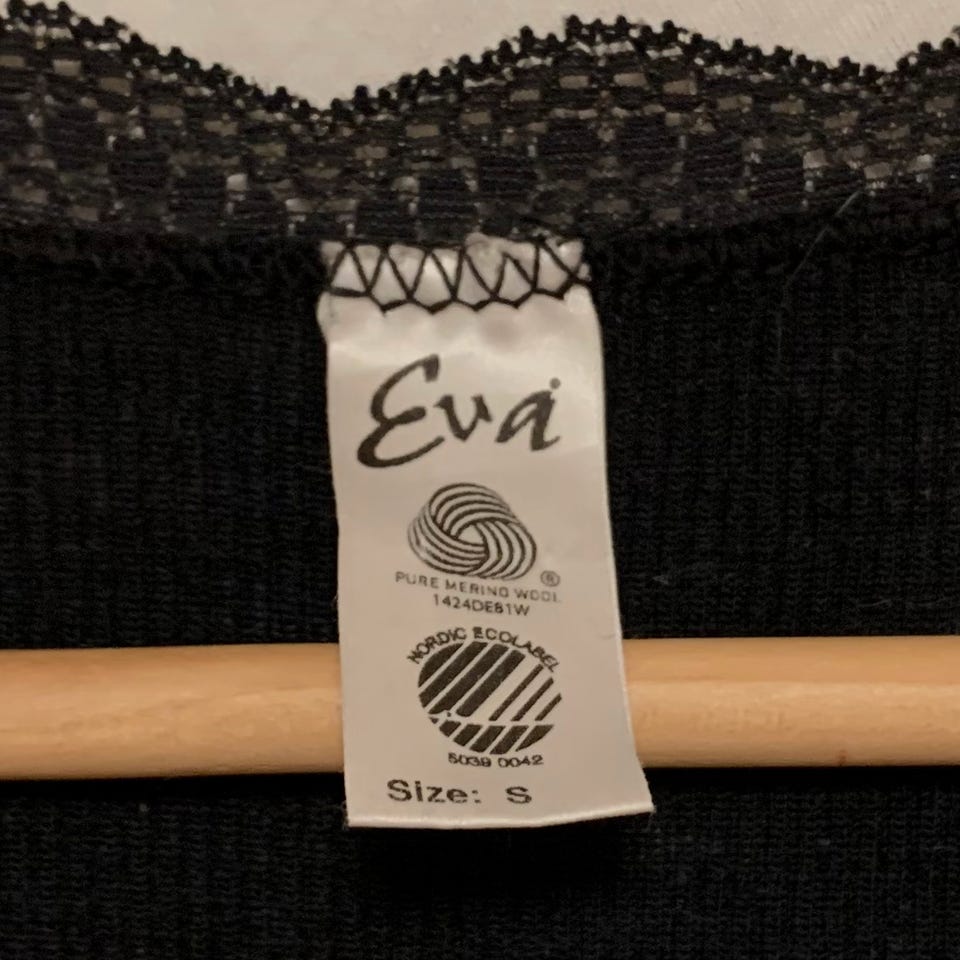 Eva
®
PURE MERINO WOOL
1424DE81W
NORDIC ECOLABEL
5039 0042
Size: S